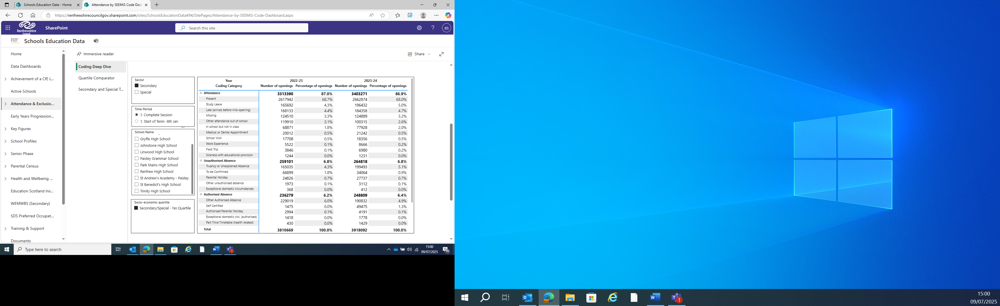 Schools Education Data - Home
Attendance by SEEMiS Code Das
https://renfrewshirecouncilgov.sharepoint.com/sites/SchoolsEducationData494/SitePages/Attendance-by-SEEMiS-Code-Dashboard.aspx
Renfrewshire
Council
SharePoint
Search this site
BS
Schools Education Data
Home
Data Dashboards
Achievement of a CfE L...
Active Schools
Attendance & Exclusio...
Early Years Progression...
Key Figures
School Profiles
Senior Phase
Parental Census
Health and Wellbeing ...
Education Scotland Ins...
WEMWBS (Secondary)
SDS Preferred Occupat...
Training & Support
Documents
Immersive reader
Share
Coding Deep Dive
Quartile Comparator
Secondary and Special T...
Sector
Secondary
Special
Time Period
1. Complete Session
1. Start of Term- 6th Jan
School Name
Gryffe High School
Johnstone High School
Linwood High School
Paisley Grammar School
Park Mains High School
Renfrew High School
St Andrew's Academy - Paisley
St Benedict's High School
Trinity High School
Socio-economic quartile
Secondary/Special - No Quartile
Year 2022-23 2023-24
Coding Category Number of openings Percentage of openings Number of openings Percentage of openings
Attendance 3313390 87.0% 3403271 86.9%
Present 2617942 68.7% 2662874 68.0%
Study Leave 165692 4.3% 196432 5.0%
Late (arrives before mid-opening) 168133 4.4% 184358 4.7%
Missing 124510 3.3% 124889 3.2%
Other attendance out of school 119910 3.1% 100315 2.6%
In school but not in class 68871 1.8% 77928 2.0%
Medical or Dental Appointment 20012 0.5% 21242 0.5%
School Visit 17708 0.5% 18356 0.5%
Work Experience 5522 0.1% 8666 0.2%
Field Trip 3846 0.1% 6980 0.2%
Sickness with educational provision 1244 0.0% 1231 0.0%
Unauthorised Absence 259101 6.8% 264818 6.8%
Truancy or Unexplained Absence 165035 4.3% 199493 5.1%
To be Confirmed 66899 1.8% 34064 0.9%
Parental Holiday 24826 0.7% 27737 0.7%
Other unauthorised absence 1973 0.1% 3112 0.1%
Exceptional domestic circumstances 368 0.0% 412 0.0%
Authorised Absence 236279 6.2% 248809 6.4%
Other Authorised Absence 229019 6.0% 190832 4.9%
Self Certified 1475 0.0% 49475 1.3%
Authorised Parental Holiday 2994 0.1% 4191 0.1%
Exceptional domestic circ. (authorised) 1418 0.0% 1778 0.0%
Part Time Timetable (health related) 430 0.0% 1429 0.0%
Total 3810669 100.0% 3918092 100.0%
Type here to search
1
15:00
09/07/2025
19
1
15:00
09/07/2025